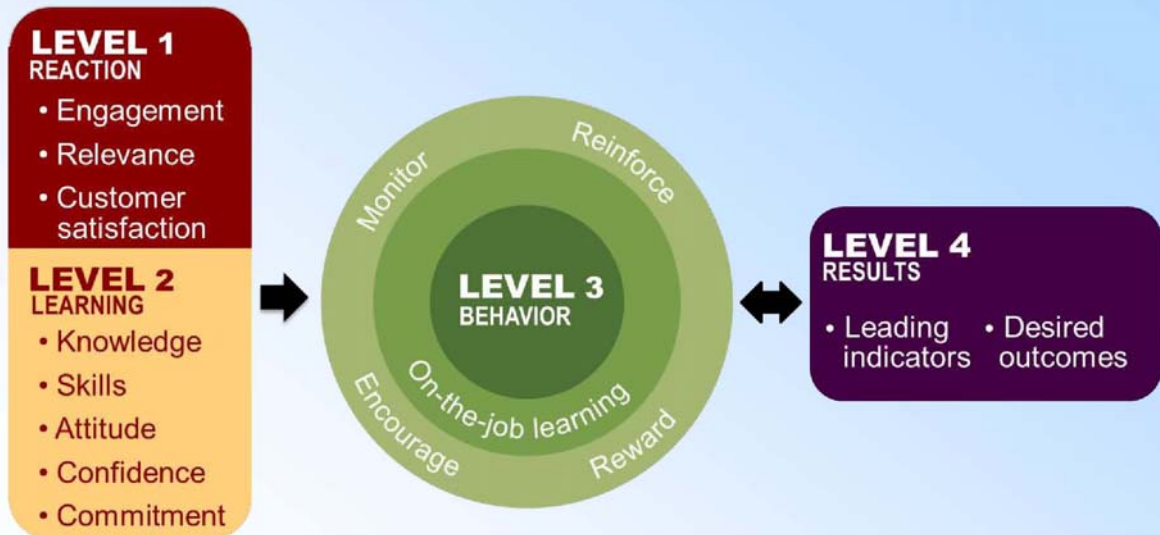 LEVEL 1
REACTION
• Engagement
• Relevance
• Customer
satisfaction
LEVEL 2
LEARNING
• Knowledge
• Skills
• Attitude
• Confidence
• Commitment
Monitor
Reinforce
LEVEL 3
BEHAVIOR
On-the-job learning
Encourage
Reward
LEVEL 4
RESULTS
• Leading
indicators
• Desired
outcomes